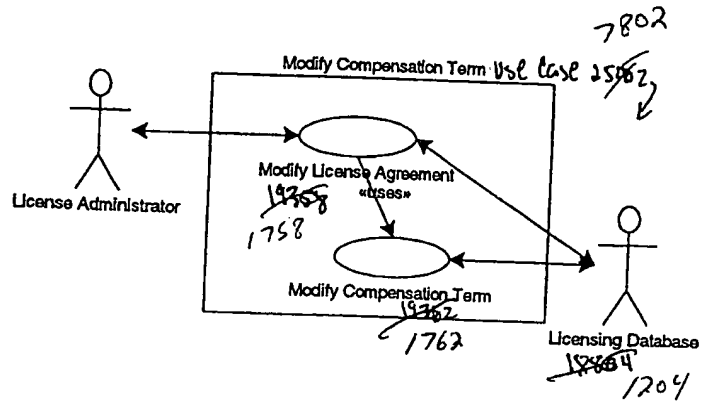 7802
Modify Compensation Term Use Case
License Administrator
Modify License Agreement
«uses»
1758
Modify Compensation Term
1762
Licensing Database
1204